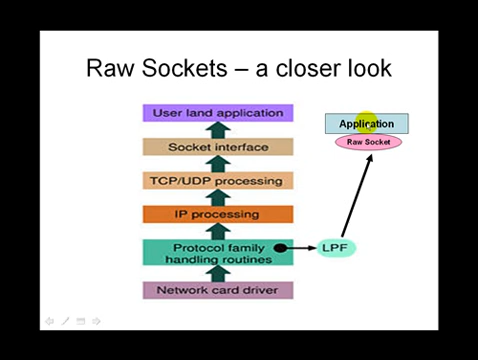 Raw Sockets – a closer look
User land application
Socket interface
TCP/UDP processing
IP processing
Protocol family
handling routines
Network card driver
Application
Raw Socket
LPF